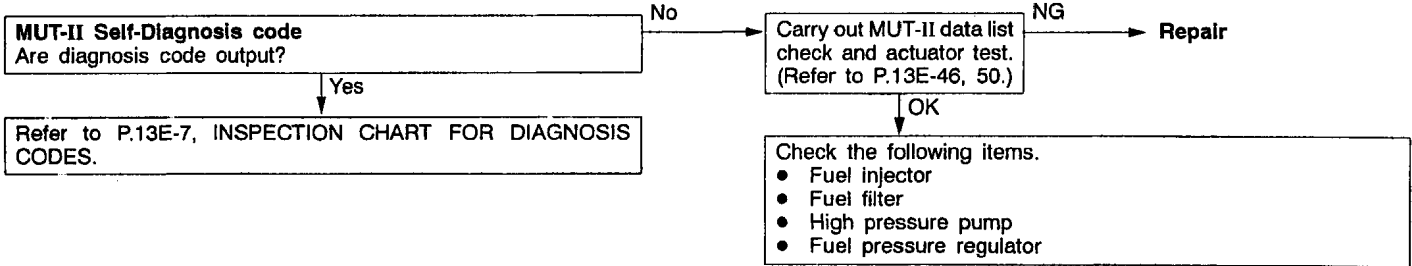 MUT-II Self-Diagnosis code
Are diagnosis code output?
No
Yes
Refer to P.13E-7, INSPECTION CHART FOR DIAGNOSIS
CODES.
Carry out MUT-II data list
check and actuator test.
(Refer to P.13E-46, 50.)
NG
Repair
OK
Check the following items.
● Fuel injector
● Fuel filter
● High pressure pump
● Fuel pressure regulator